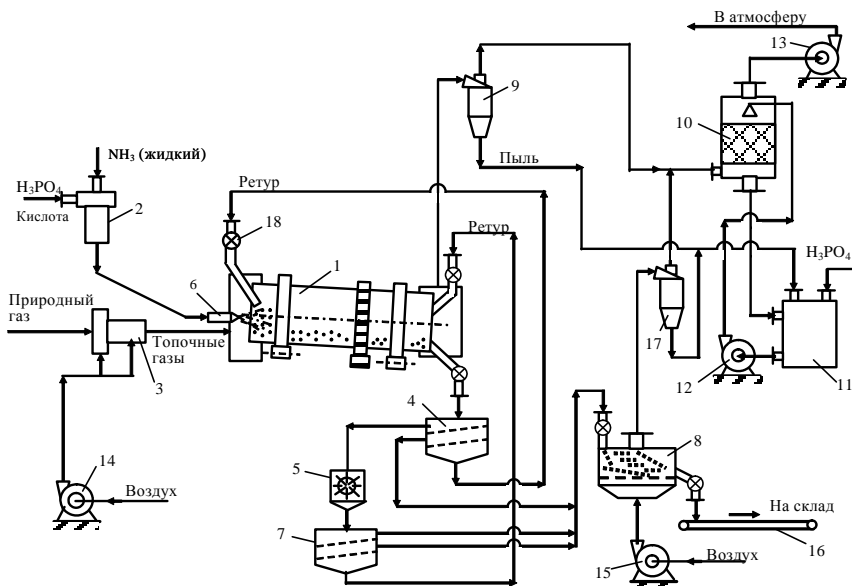 В атмосферу
13
9
10
NH₃ (жидкий)
H₃PO₄
Кислота
2
Пыль
Ретур
18
Ретур
1
H₃PO₄
Природный
газ
6
Топочные
газы
3
17
12
11
4
8
14
5
Воздух
На склад
7
16
15
Воздух